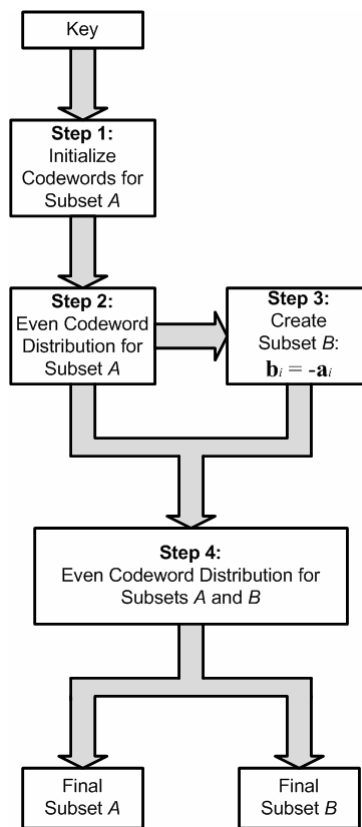 Key
Step 1:
Initialize
Codewords for
Subset A
Step 2:
Even Codeword
Distribution for
Subset A
Step 3:
Create
Subset B:
bᵢ = -aᵢ
Step 4:
Even Codeword Distribution for
Subsets A and B
Final
Subset A
Final
Subset B